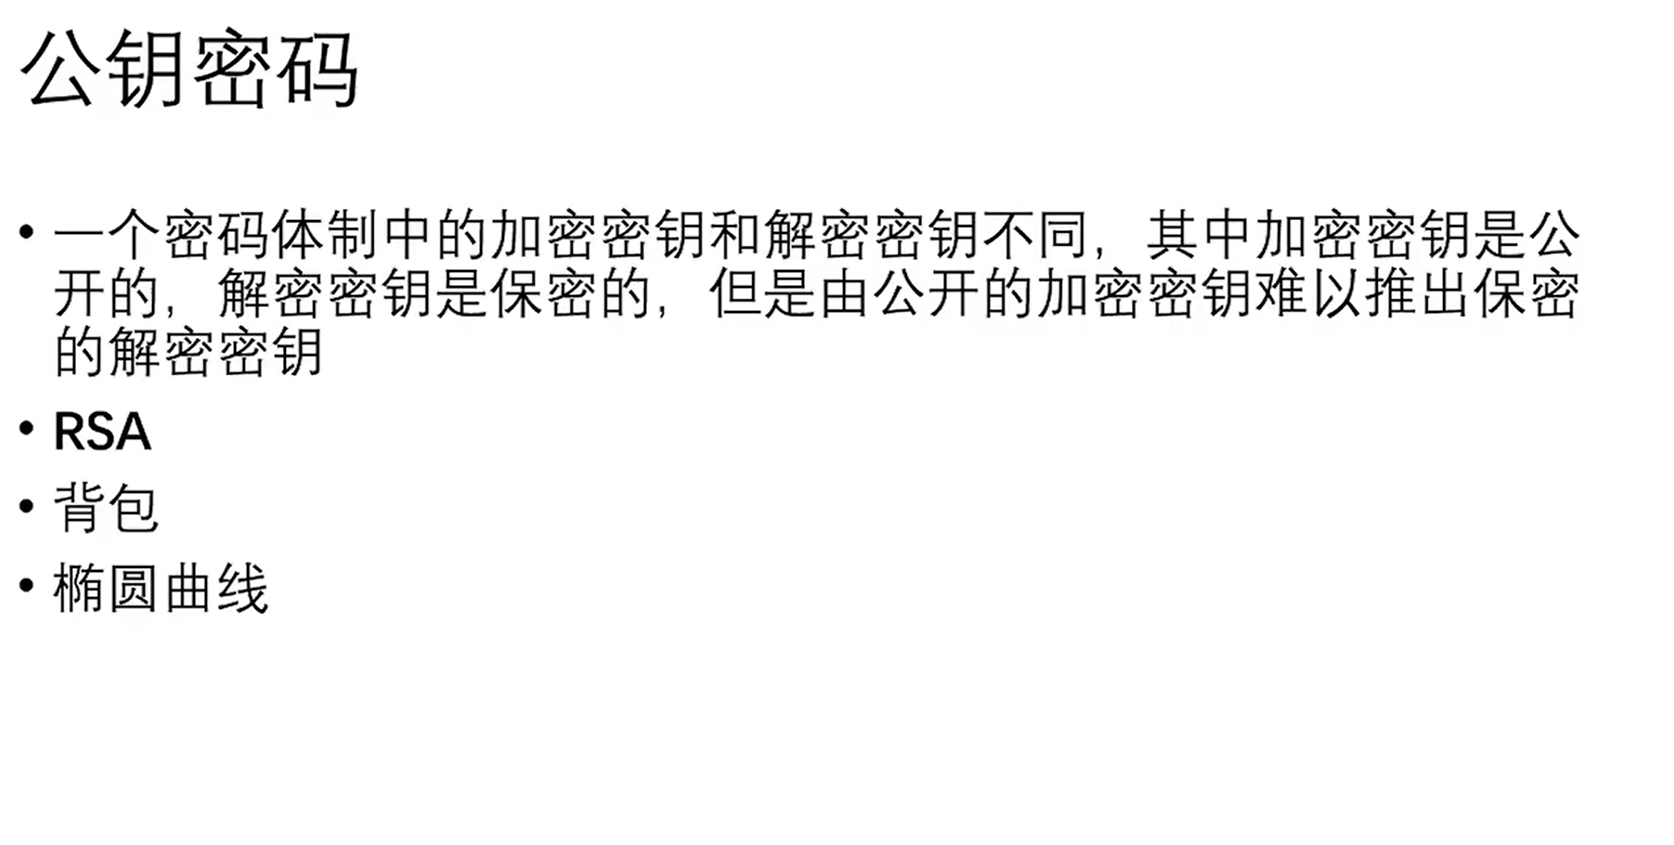 公钥密码
• 一个密码体制中的加密密钥和解密密钥不同，其中加密密钥是公
开的，解密密钥是保密的，但是由公开的加密密钥难以推出保密
的解密密钥
• RSA
• 背包
• 椭圆曲线